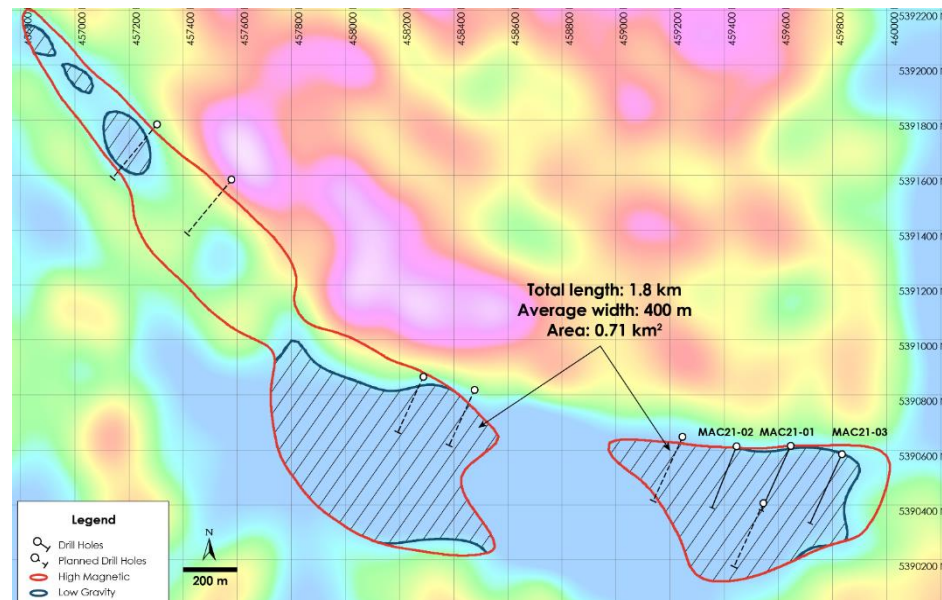 457000
457200
457400
457600
457800
458000
458200
458400
458600
458800
459000
459200
459400
459600
459800
460000
5392200
5392000 N
5391800 N
5391600 N
5391400 N
5391200 N
5391000 N
5390800 N
5390600 N
5390400 N
5390200 N
Total length: 1.8 km
Average width: 400 m
Area: 0.71 km²
MAC21-02 MAC21-01 MAC21-03
Legend
Drill Holes
Planned Drill Holes
High Magnetic
Low Gravity
N
200 m